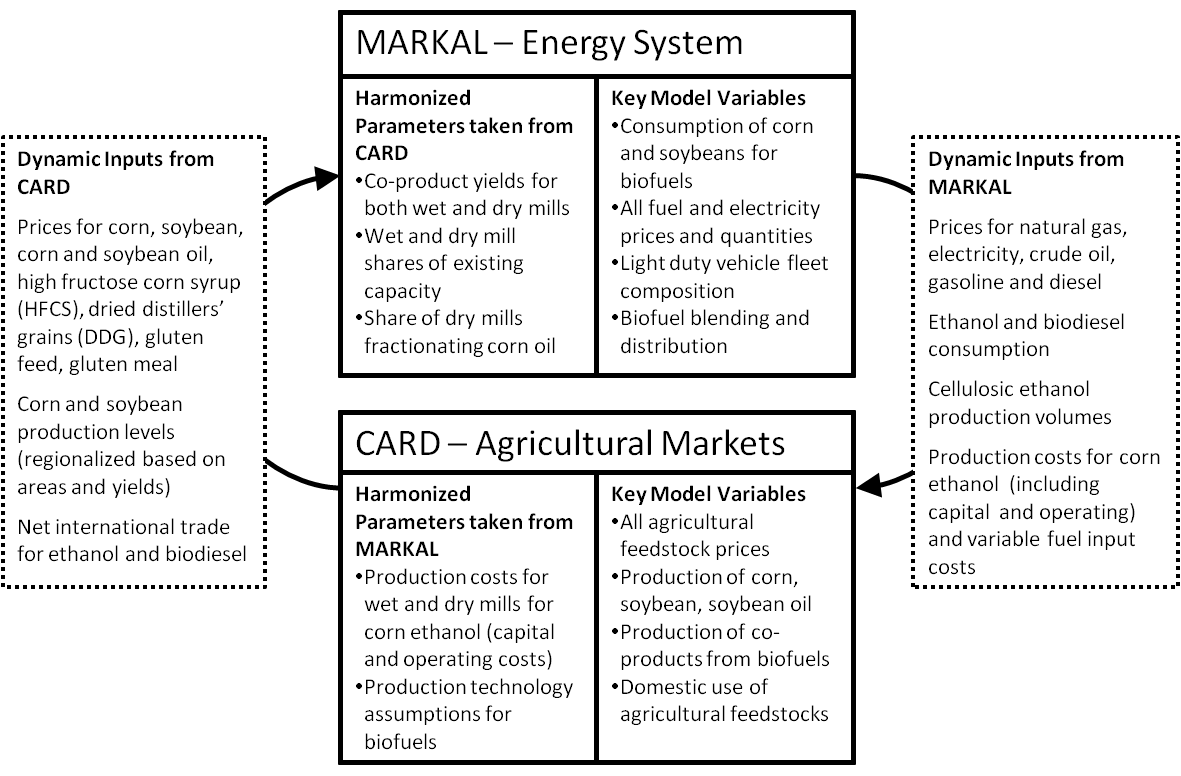 MARKAL – Energy System
Harmonized
Parameters taken from
CARD
•Co-product yields for
both wet and dry mills
•Wet and dry mill
shares of existing
capacity
•Share of dry mills
fractionating corn oil
Key Model Variables
•Consumption of corn
and soybeans for
biofuels
•All fuel and electricity
prices and quantities
•Light duty vehicle fleet
composition
•Biofuel blending and
distribution
Dynamic Inputs from
CARD
Prices for corn, soybean,
corn and soybean oil,
high fructose corn syrup
(HFCS), dried distillers’
grains (DDG), gluten
feed, gluten meal
Corn and soybean
production levels
(regionalized based on
areas and yields)
Net international trade
for ethanol and biodiesel
Dynamic Inputs from
MARKAL
Prices for natural gas,
electricity, crude oil,
gasoline and diesel
Ethanol and biodiesel
consumption
Cellulosic ethanol
production volumes
Production costs for corn
ethanol (including
capital and operating)
and variable fuel input
costs
CARD – Agricultural Markets
Harmonized
Parameters taken from
MARKAL
•Production costs for
wet and dry mills for
corn ethanol (capital
and operating costs)
•Production technology
assumptions for
biofuels
Key Model Variables
•All agricultural
feedstock prices
•Production of corn,
soybean, soybean oil
•Production of co-
products from biofuels
•Domestic use of
agricultural feedstocks